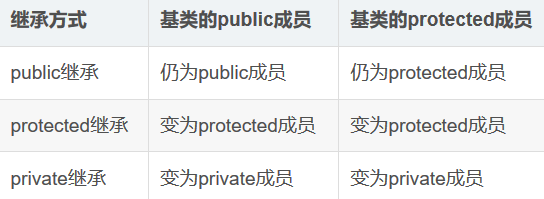 继承方式 基类的public成员 基类的protected成员
public继承 仍为public成员 仍为protected成员
protected继承 变为protected成员 变为protected成员
private继承 变为private成员 变为private成员